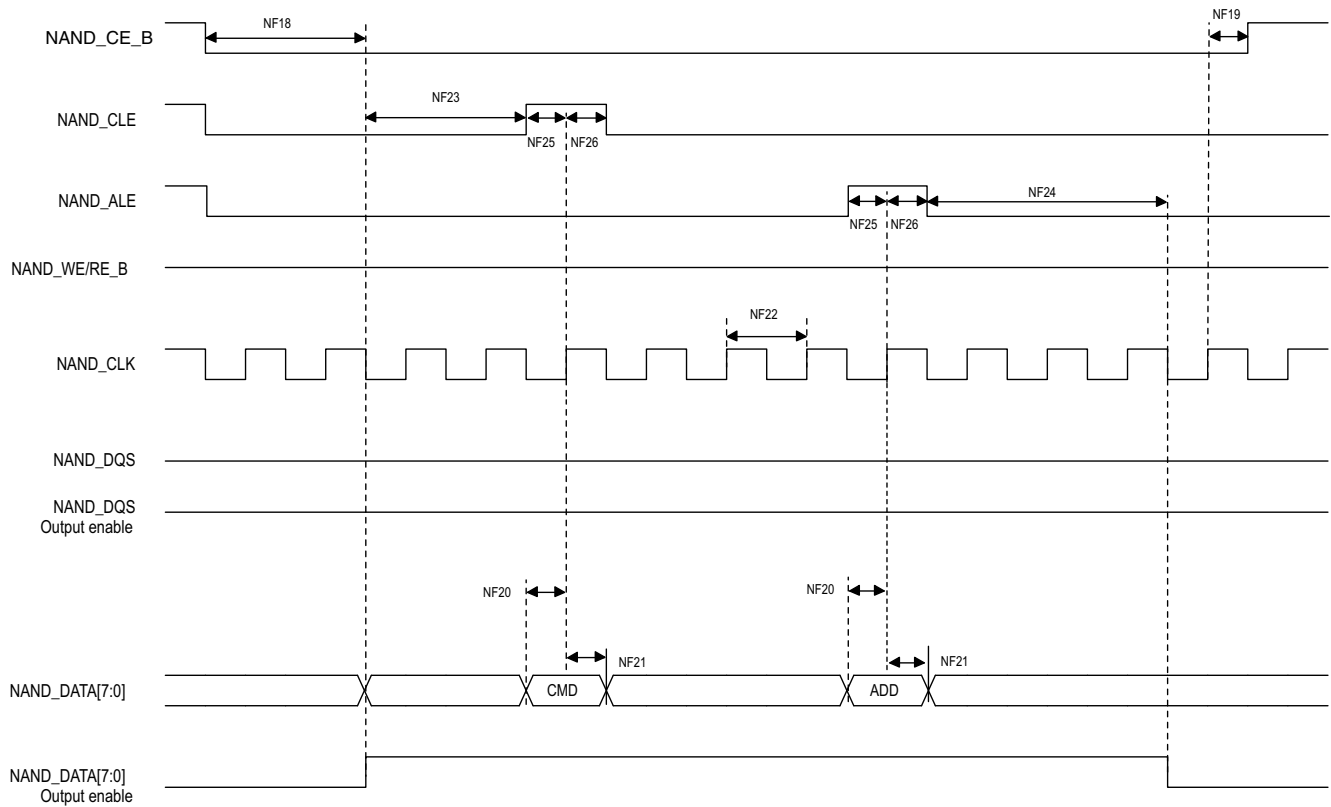 NF18
NF19
NAND_CE_B
NF23
NAND_CLE
NF25 NF26
NAND_ALE
NF24
NF25 NF26
NAND_WE/RE_B
NF22
NAND_CLK
NAND_DQS
NAND_DQS
Output enable
NF20
NF20
NF21
NF21
NAND_DATA[7:0]
CMD
ADD
NAND_DATA[7:0]
Output enable